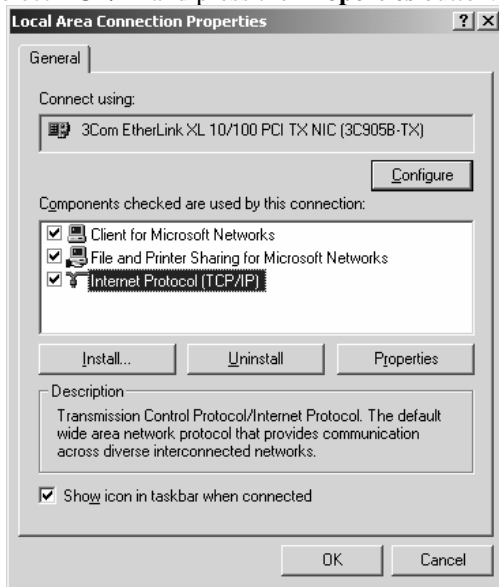 Local Area Connection Properties
General
Connect using:
3Com EtherLink XL 10/100 PCI TX NIC (3C905B-TX)
Configure
Components checked are used by this connection:
Client for Microsoft Networks
File and Printer Sharing for Microsoft Networks
Internet Protocol (TCP/IP)
Install... Uninstall Properties
Description
Transmission Control Protocol/Internet Protocol. The default
wide area network protocol that provides communication
across diverse interconnected networks.
Show icon in taskbar when connected
OK Cancel